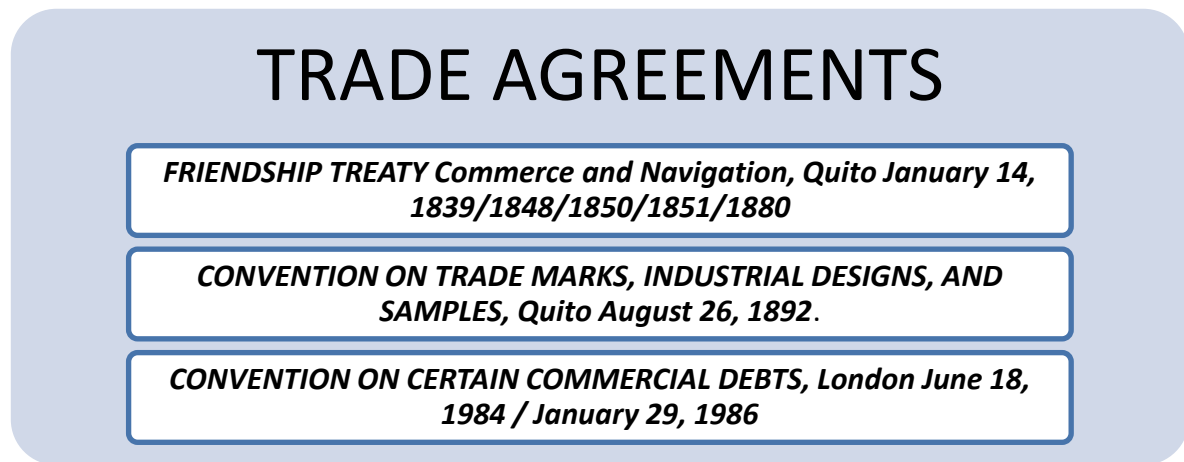 TRADE AGREEMENTS
FRIENDSHIP TREATY Commerce and Navigation, Quito January 14,
1839/1848/1850/1851/1880
CONVENTION ON TRADE MARKS, INDUSTRIAL DESIGNS, AND
SAMPLES, Quito August 26, 1892.
CONVENTION ON CERTAIN COMMERCIAL DEBTS, London June 18,
1984 / January 29, 1986